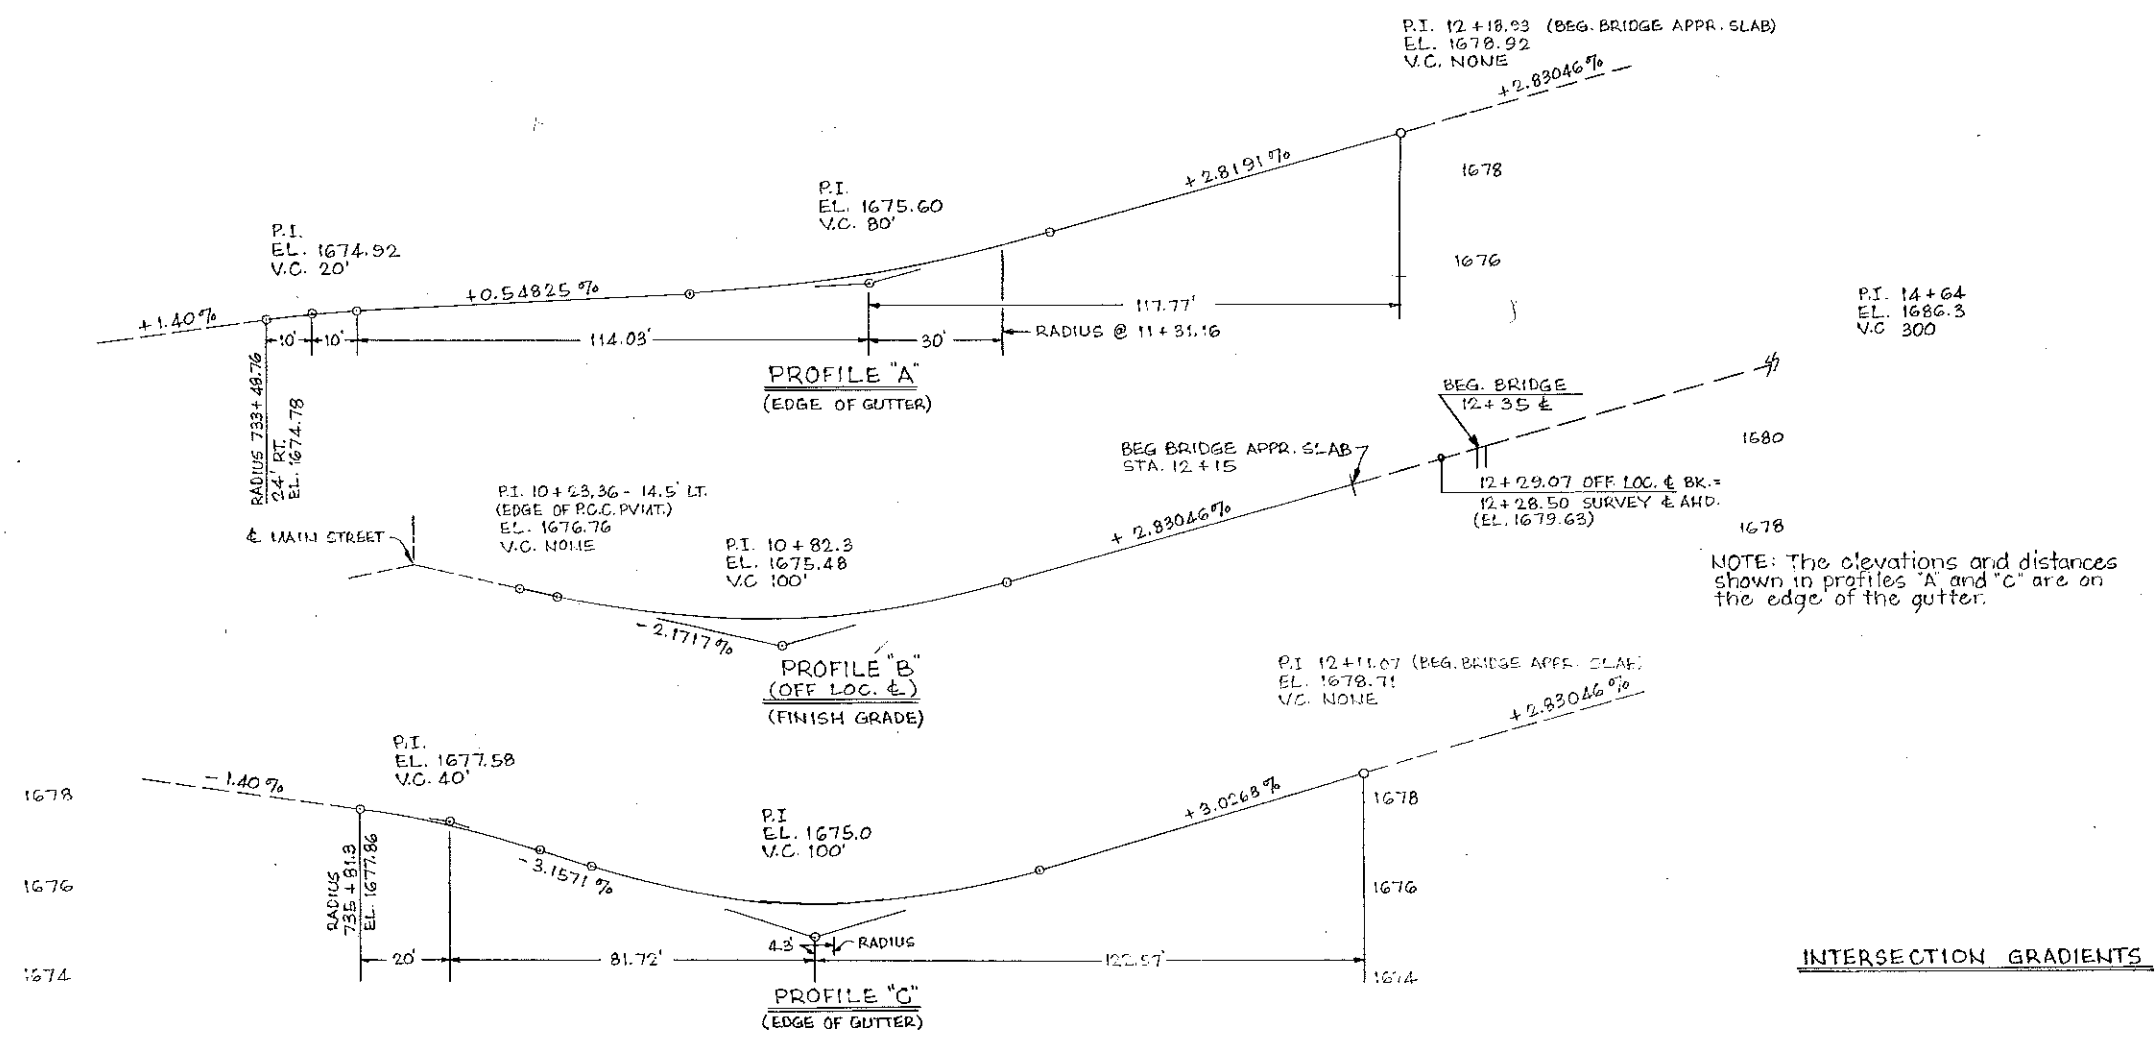 P.I. 12+18.93 (BEG. BRIDGE APPR. SLAB)
EL. 1678.92
V.C. NONE
+2.83046%
+2.8191%
1678
P.I.
EL. 1675.60
V.C. 80'
P.I.
EL. 1674.92
V.C. 20'
1676
+0.54825%
+1.40%
117.77'
10'
10'
114.03'
30'
RADIUS @ 11+31.16
PROFILE "A"
(EDGE OF GUTTER)
RADIUS 733+48.76
24' RT.
EL. 1674.78
P.I. 14+64
EL. 1686.3
V.C 300
BEG. BRIDGE
12+35 ℄
1680
BEG BRIDGE APPR. SLAB
STA. 12+15
12+29.07 OFF. LOC. ℄ BK.=
12+28.50 SURVEY ℄ AHD.
(EL. 1679.63)
1678
P.I. 10+23.36 - 14.5' LT.
(EDGE OF P.C.C. PVMT.)
EL. 1676.76
V.C. NONE
℄ MAIN STREET
P.I. 10+82.3
EL. 1675.48
V.C 100'
+2.83046%
-2.1717%
NOTE: The elevations and distances
shown in profiles "A" and "C" are on
the edge of the gutter.
PROFILE "B"
(OFF LOC. ℄)
(FINISH GRADE)
P.I 12+11.07 (BEG. BRIDGE APPR. SLAB)
EL. 1678.71
V.C. NONE
+2.83046%
P.I.
EL. 1677.58
V.C. 40'
-1.40%
1678
P.I
EL. 1675.0
V.C. 100'
+3.0268%
1678
-3.1571%
1676
1676
RADIUS
735+81.3
EL. 1677.86
4.3'
RADIUS
20'
81.72'
122.57'
1674
1674
PROFILE "C"
(EDGE OF GUTTER)
INTERSECTION GRADIENTS